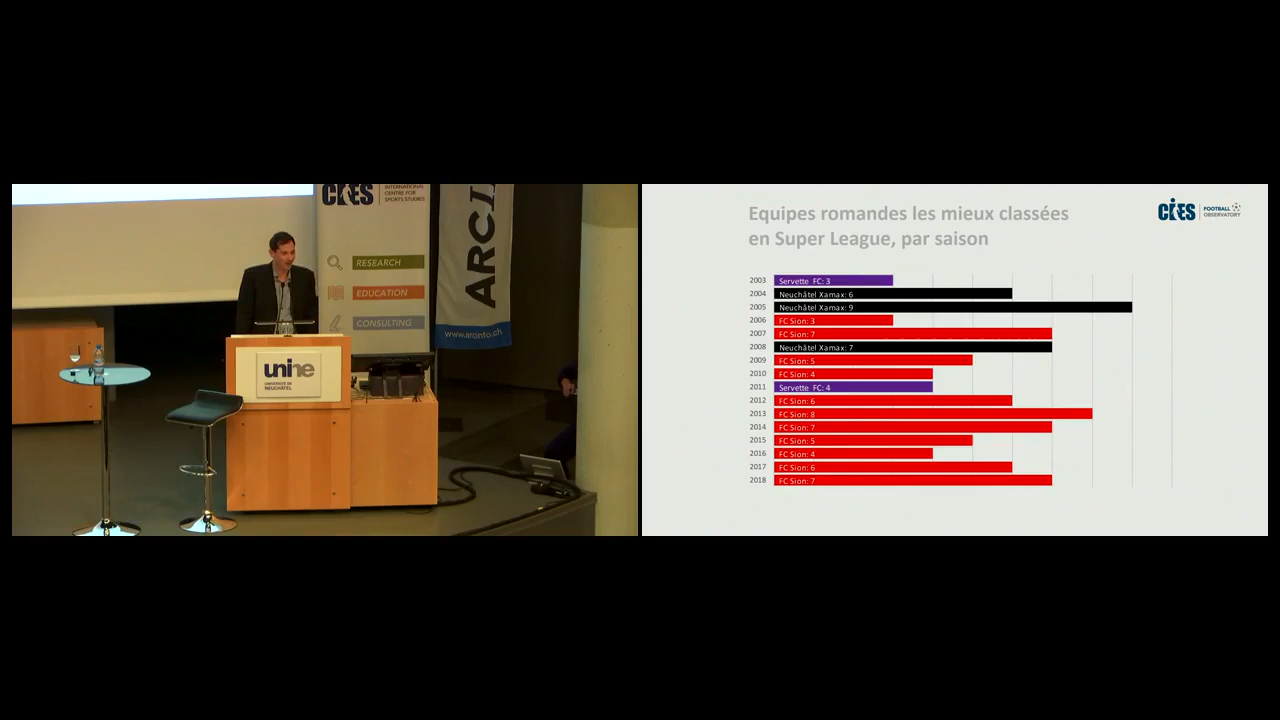 CIES
INTERNATIONAL
CENTRE FOR
SPORTS STUDIES
RESEARCH
EDUCATION
CONSULTING
www.aronto.ch
unine
UNIVERSITÉ DE
NEUCHÂTEL
Equipes romandes les mieux classées
en Super League, par saison
CIES
FOOTBALL
OBSERVATORY
2003 Servette FC: 3
2004 Neuchâtel Xamax: 6
2005 Neuchâtel Xamax: 9
2006 FC Sion: 3
2007 FC Sion: 7
2008 Neuchâtel Xamax: 7
2009 FC Sion: 5
2010 FC Sion: 4
2011 Servette FC: 4
2012 FC Sion: 6
2013 FC Sion: 8
2014 FC Sion: 7
2015 FC Sion: 5
2016 FC Sion: 4
2017 FC Sion: 6
2018 FC Sion: 7